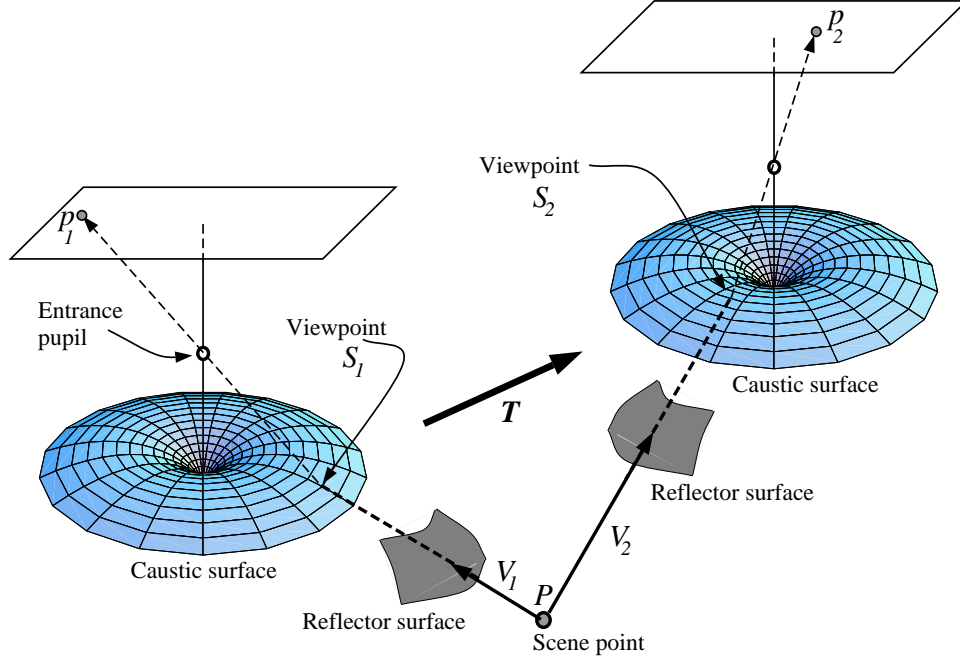 p1
Entrance
pupil
Viewpoint
S1
Caustic surface
T
p2
Viewpoint
S2
Caustic surface
Reflector surface
V2
V1
P
Reflector surface
Scene point